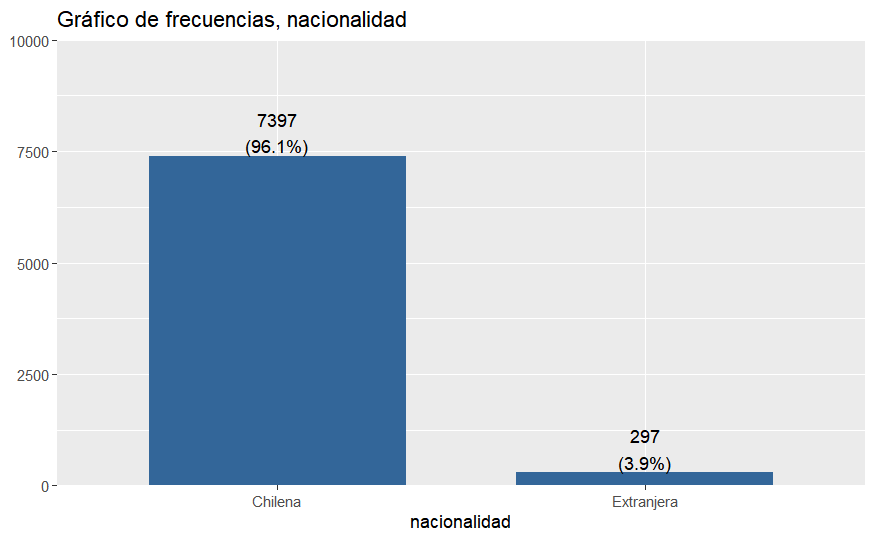 Gráfico de frecuencias, nacionalidad
10000
7500
5000
2500
0
7397
(96.1%)
297
(3.9%)
Chilena
Extranjera
nacionalidad